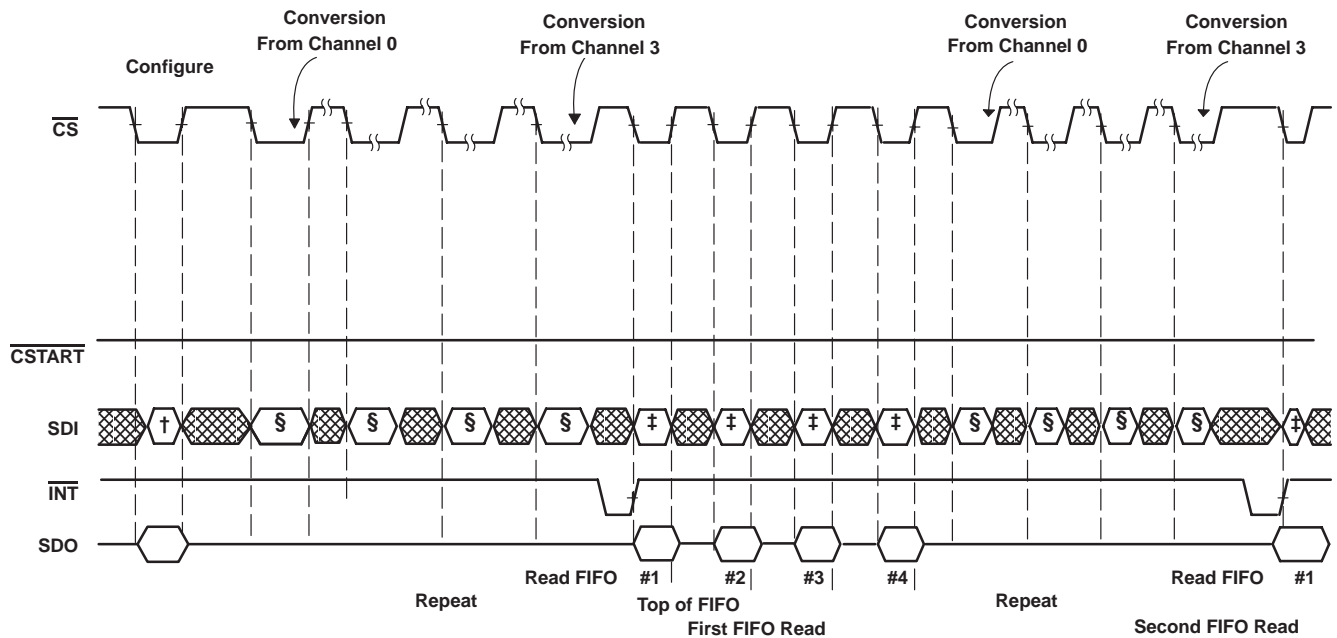 Conversion
From Channel 0
Conversion
From Channel 3
Conversion
From Channel 0
Conversion
From Channel 3
Configure
CS
CSTART
SDI
† § § § § ‡ ‡ ‡ ‡ § § § § ‡
INT
SDO
Read FIFO #1 #2 #3 #4 Read FIFO #1
Repeat Top of FIFO Repeat
First FIFO Read Second FIFO Read